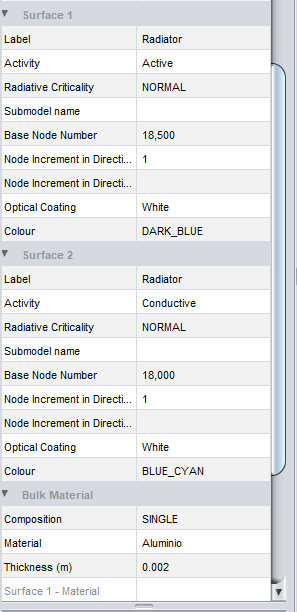 Surface 1
Label Radiator
Activity Active
Radiative Criticality NORMAL
Submodel name
Base Node Number 18,500
Node Increment in Directi... 1
Node Increment in Directi...
Optical Coating White
Colour DARK_BLUE
Surface 2
Label Radiator
Activity Conductive
Radiative Criticality NORMAL
Submodel name
Base Node Number 18,000
Node Increment in Directi... 1
Node Increment in Directi...
Optical Coating White
Colour BLUE_CYAN
Bulk Material
Composition SINGLE
Material Aluminio
Thickness (m) 0.002
Surface 1 - Material